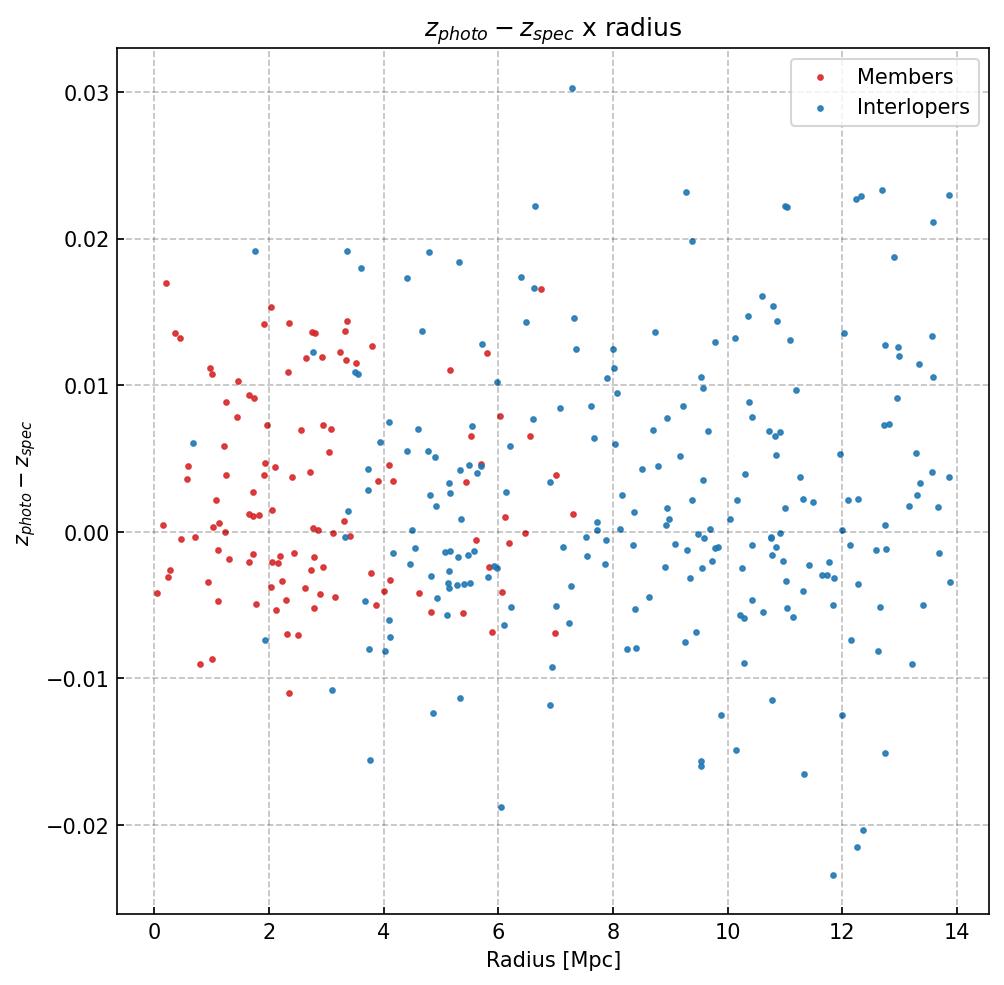 z_photo − z_spec x radius
Members
Interlopers
0.03
0.02
0.01
0.00
−0.01
−0.02
z_photo − z_spec
0 2 4 6 8 10 12 14
Radius [Mpc]